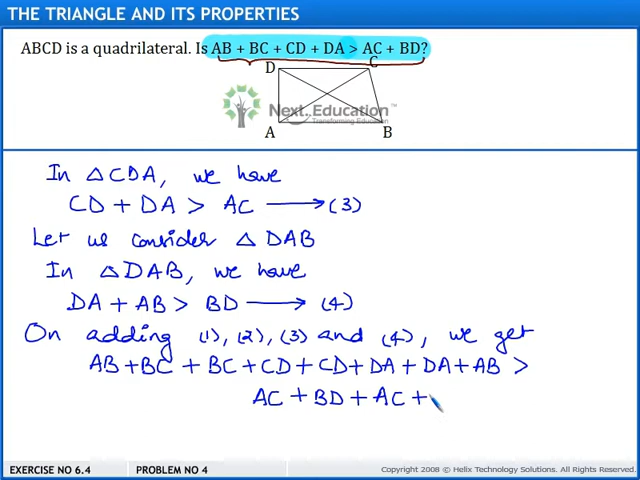 THE TRIANGLE AND ITS PROPERTIES
ABCD is a quadrilateral. Is AB + BC + CD + DA > AC + BD?
D C
Next Education
Transforming Education
A B
In △CDA, we have
CD + DA > AC ⟶ (3)
Let us consider △ DAB
In △DAB, we have
DA + AB > BD ⟶ (4)
On adding (1), (2), (3) and (4), we get
AB + BC + BC + CD + CD + DA + DA + AB >
AC + BD + AC +
EXERCISE NO 6.4 PROBLEM NO 4 Copyright 2008 © Helix Technology Solutions. All Rights Reserved.